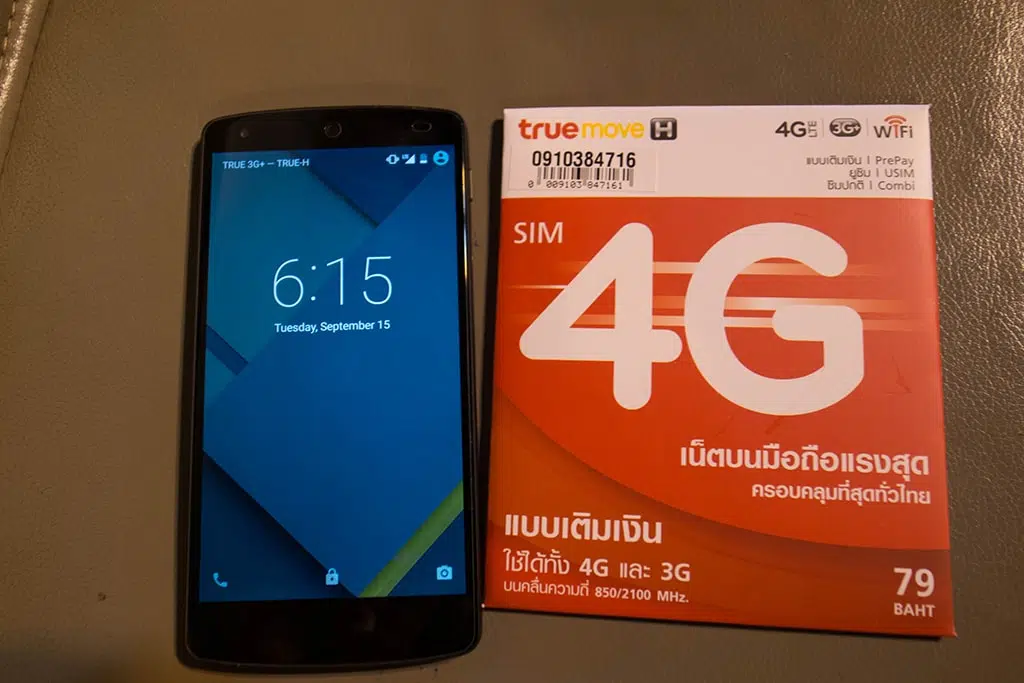 TRUE 3G+ — TRUE-H
6:15
Tuesday, September 15
truemove H
4G LTE | 3G+ | WiFi
0910384716
0 009103 847161
แบบเติมเงิน | PrePay
ยูซิม | USIM
ซิมปกติ | Combi
SIM
4G
เน็ตบนมือถือแรงสุด
ครอบคลุมที่สุดทั่วไทย
แบบเติมเงิน
ใช้ได้ทั้ง 4G และ 3G
บนคลื่นความถี่ 850/2100 MHz.
79
BAHT